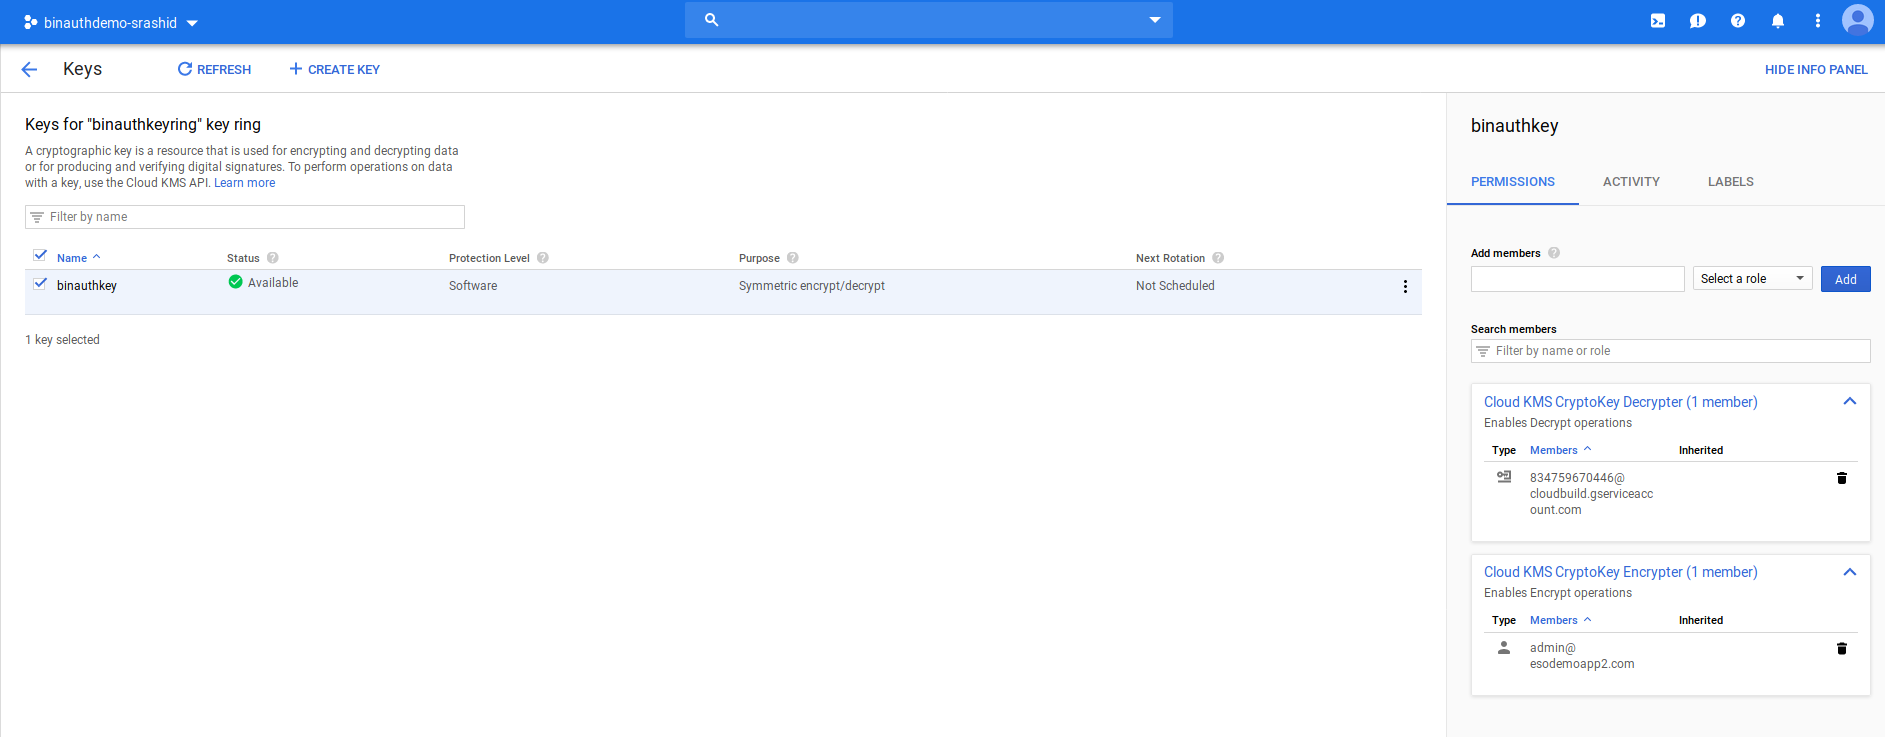 binauthdemo-srashid
Keys
REFRESH
CREATE KEY
HIDE INFO PANEL
Keys for "binauthkeyring" key ring
A cryptographic key is a resource that is used for encrypting and decrypting data
or for producing and verifying digital signatures. To perform operations on data
with a key, use the Cloud KMS API. Learn more
Filter by name
Name Status Protection Level Purpose Next Rotation
binauthkey Available Software Symmetric encrypt/decrypt Not Scheduled
1 key selected
binauthkey
PERMISSIONS ACTIVITY LABELS
Add members
Select a role Add
Search members
Filter by name or role
Cloud KMS CryptoKey Decrypter (1 member)
Enables Decrypt operations
Type Members Inherited
834759670446@
cloudbuild.gserviceacc
ount.com
Cloud KMS CryptoKey Encrypter (1 member)
Enables Encrypt operations
Type Members Inherited
admin@
esodemoapp2.com